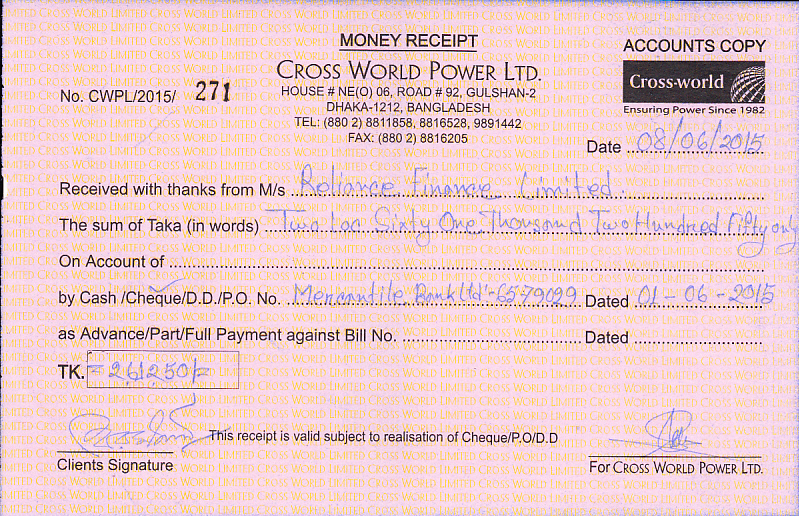 MONEY RECEIPT
ACCOUNTS COPY
CROSS WORLD POWER LTD.
Cross-world
Ensuring Power Since 1982
No. CWPL/2015/ 271
HOUSE # NE(O) 06, ROAD # 92, GULSHAN-2
DHAKA-1212, BANGLADESH
TEL: (880 2) 8811858, 8816528, 9891442
FAX: (880 2) 8816205
Date 08/06/2015
Received with thanks from M/s Reliance Finance Limited.
The sum of Taka (in words) Two Lac Sixty One Thousand Two Hundred Fifty only
On Account of
by Cash /Cheque/D.D./P.O. No. Mercantile Bank Ltd'-6579029 Dated 01-06-2015
as Advance/Part/Full Payment against Bill No. Dated
TK. =261250/=
This receipt is valid subject to realisation of Cheque/P.O/D.D
Clients Signature
For CROSS WORLD POWER LTD.